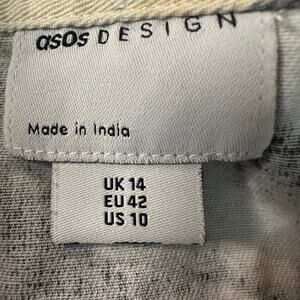 asos DESIGN
Made in India
UK 14
EU 42
US 10